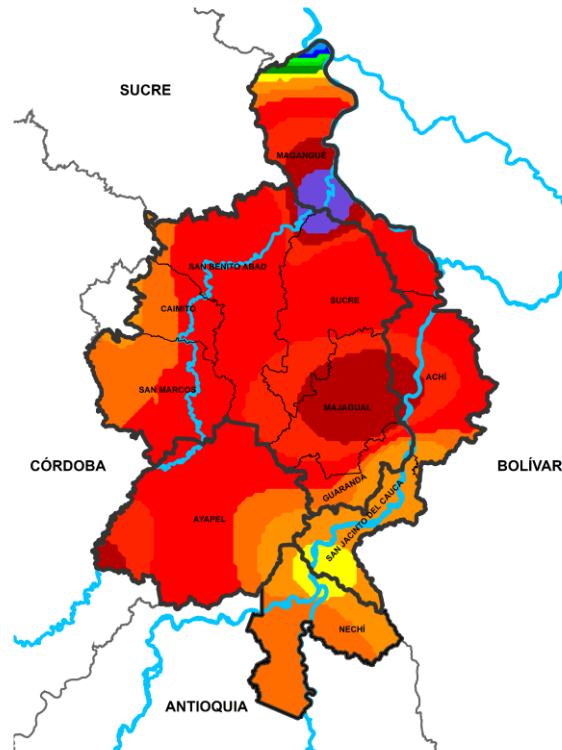 SUCRE
MAGANGUÉ
SAN BENITO ABAD
SUCRE
CAIMITO
ACHÍ
SAN MARCOS
MAJAGUAL
CÓRDOBA
BOLÍVAR
GUARANDA
AYAPEL
SAN JACINTO DEL CAUCA
NECHÍ
ANTIOQUIA